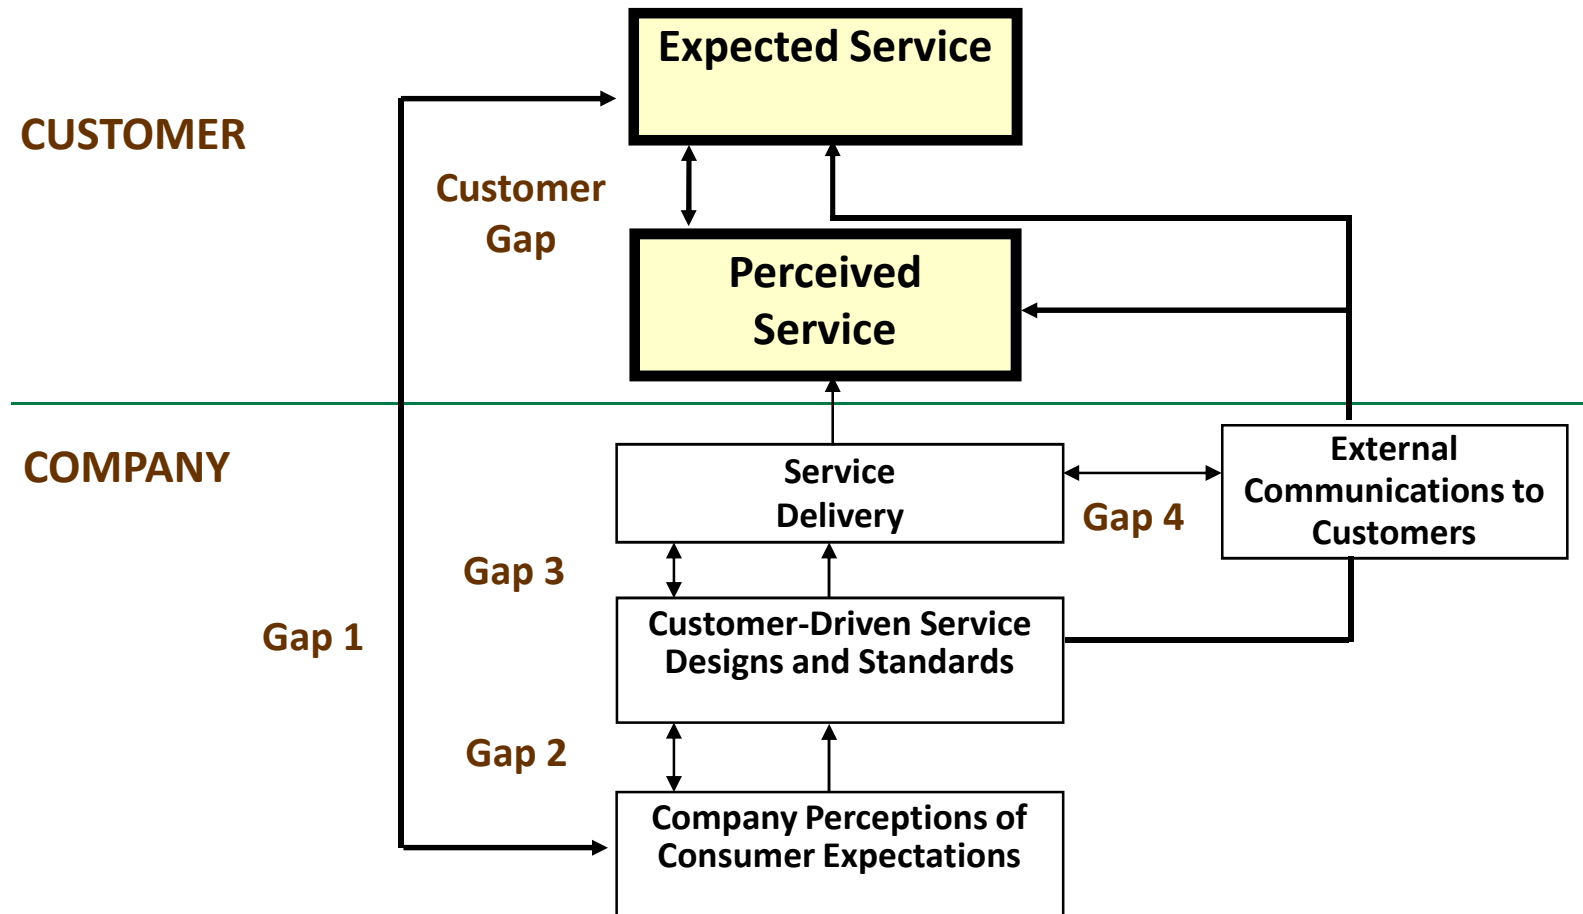 Expected Service
CUSTOMER
Customer
Gap
Perceived
Service
COMPANY
Service
Delivery
External
Communications to
Customers
Gap 4
Gap 3
Gap 1
Customer-Driven Service
Designs and Standards
Gap 2
Company Perceptions of
Consumer Expectations